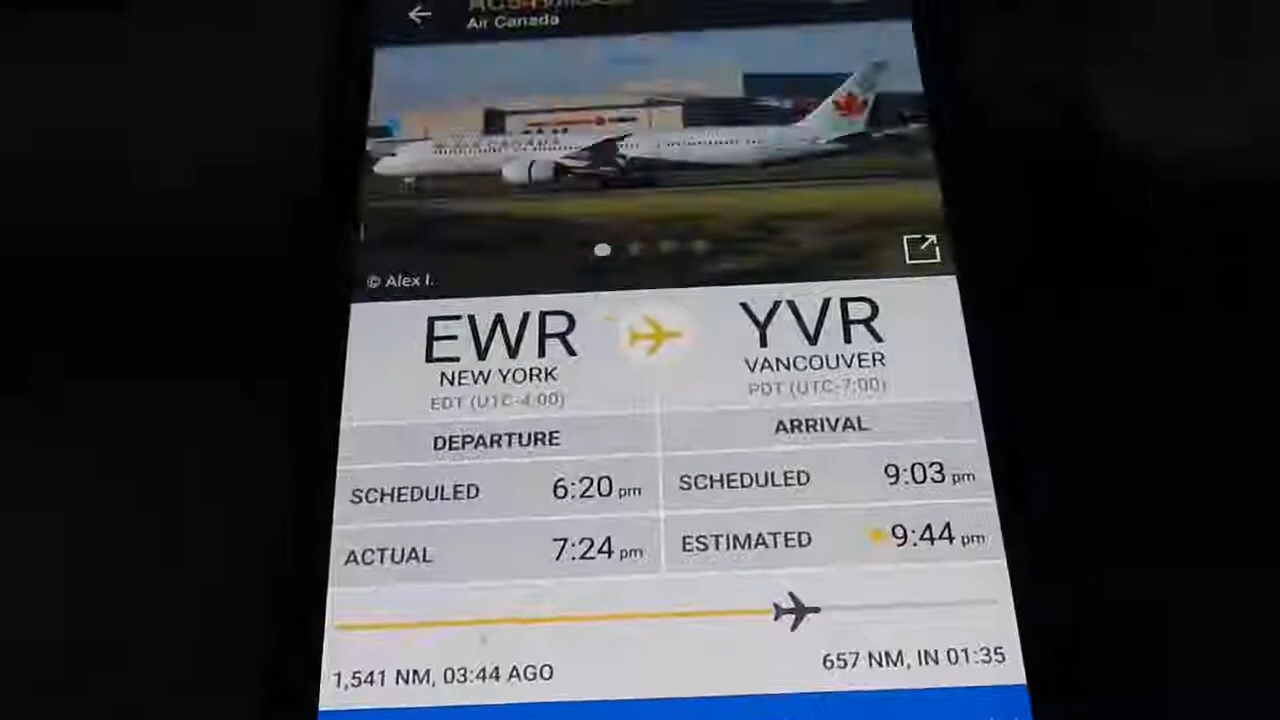 Air Canada
AIR CANADA
© Alex I.
EWR
YVR
NEW YORK
VANCOUVER
EDT (UTC-4:00)
PDT (UTC-7:00)
DEPARTURE
ARRIVAL
SCHEDULED 6:20 pm
SCHEDULED 9:03 pm
ACTUAL 7:24 pm
ESTIMATED 9:44 pm
1,541 NM, 03:44 AGO
657 NM, IN 01:35